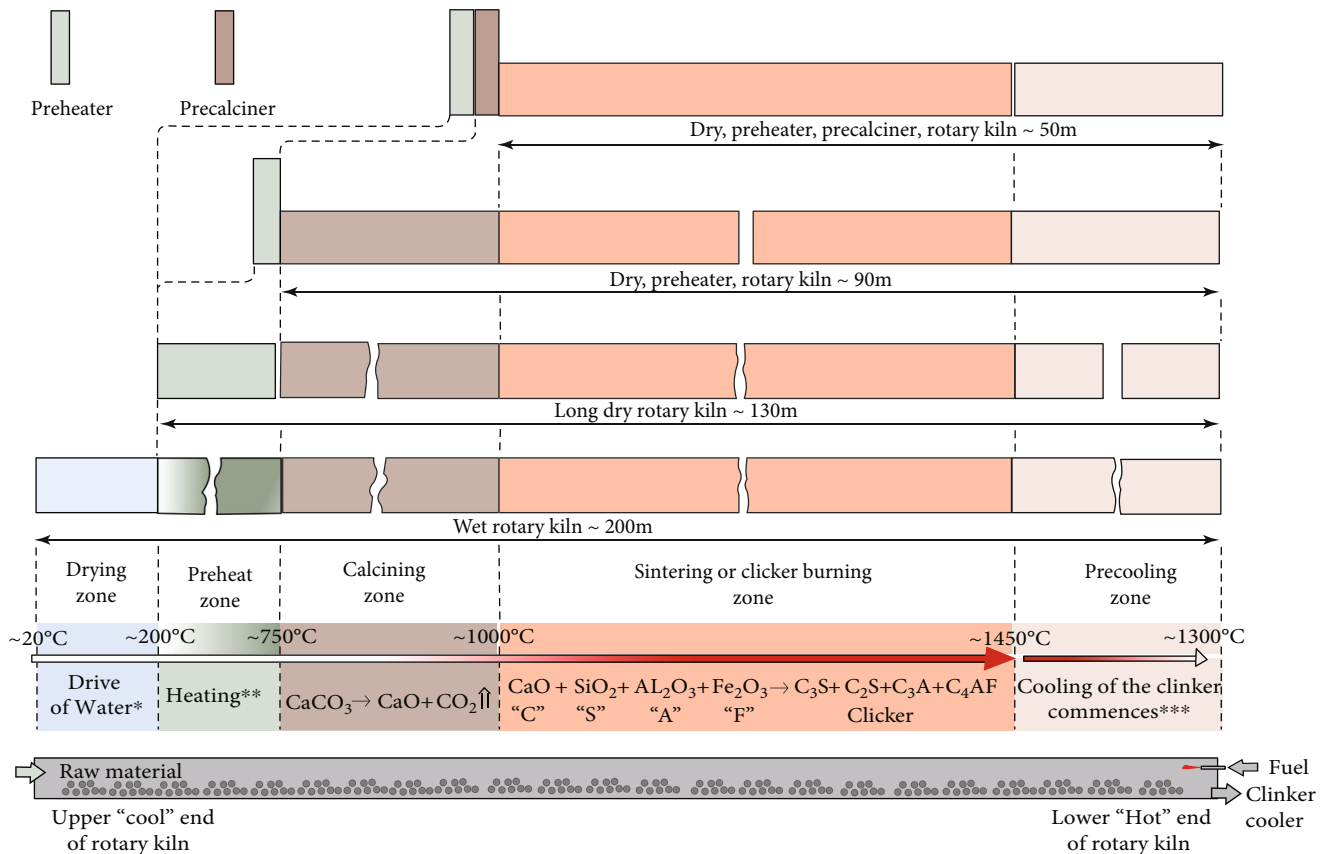 Preheater
Precalciner
Dry, preheater, precalciner, rotary kiln ~ 50m
Dry, preheater, rotary kiln ~ 90m
Long dry rotary kiln ~ 130m
Wet rotary kiln ~ 200m
Drying
zone
Preheat
zone
Calcining
zone
Sintering or clicker burning
zone
Precooling
zone
~20°C
~200°C
~750°C
~1000°C
~1450°C
~1300°C
Drive
of Water*
Heating**
CaCO₃→ CaO+CO₂⇑
CaO + SiO₂+ AL₂O₃+Fe₂O₃→ C₃S+ C₂S+C₃A+C₄AF
“C” “S” “A” “F” Clicker
Cooling of the clinker
commences***
Raw material
Fuel
Clinker
cooler
Upper “cool” end
of rotary kiln
Lower “Hot” end
of rotary kiln